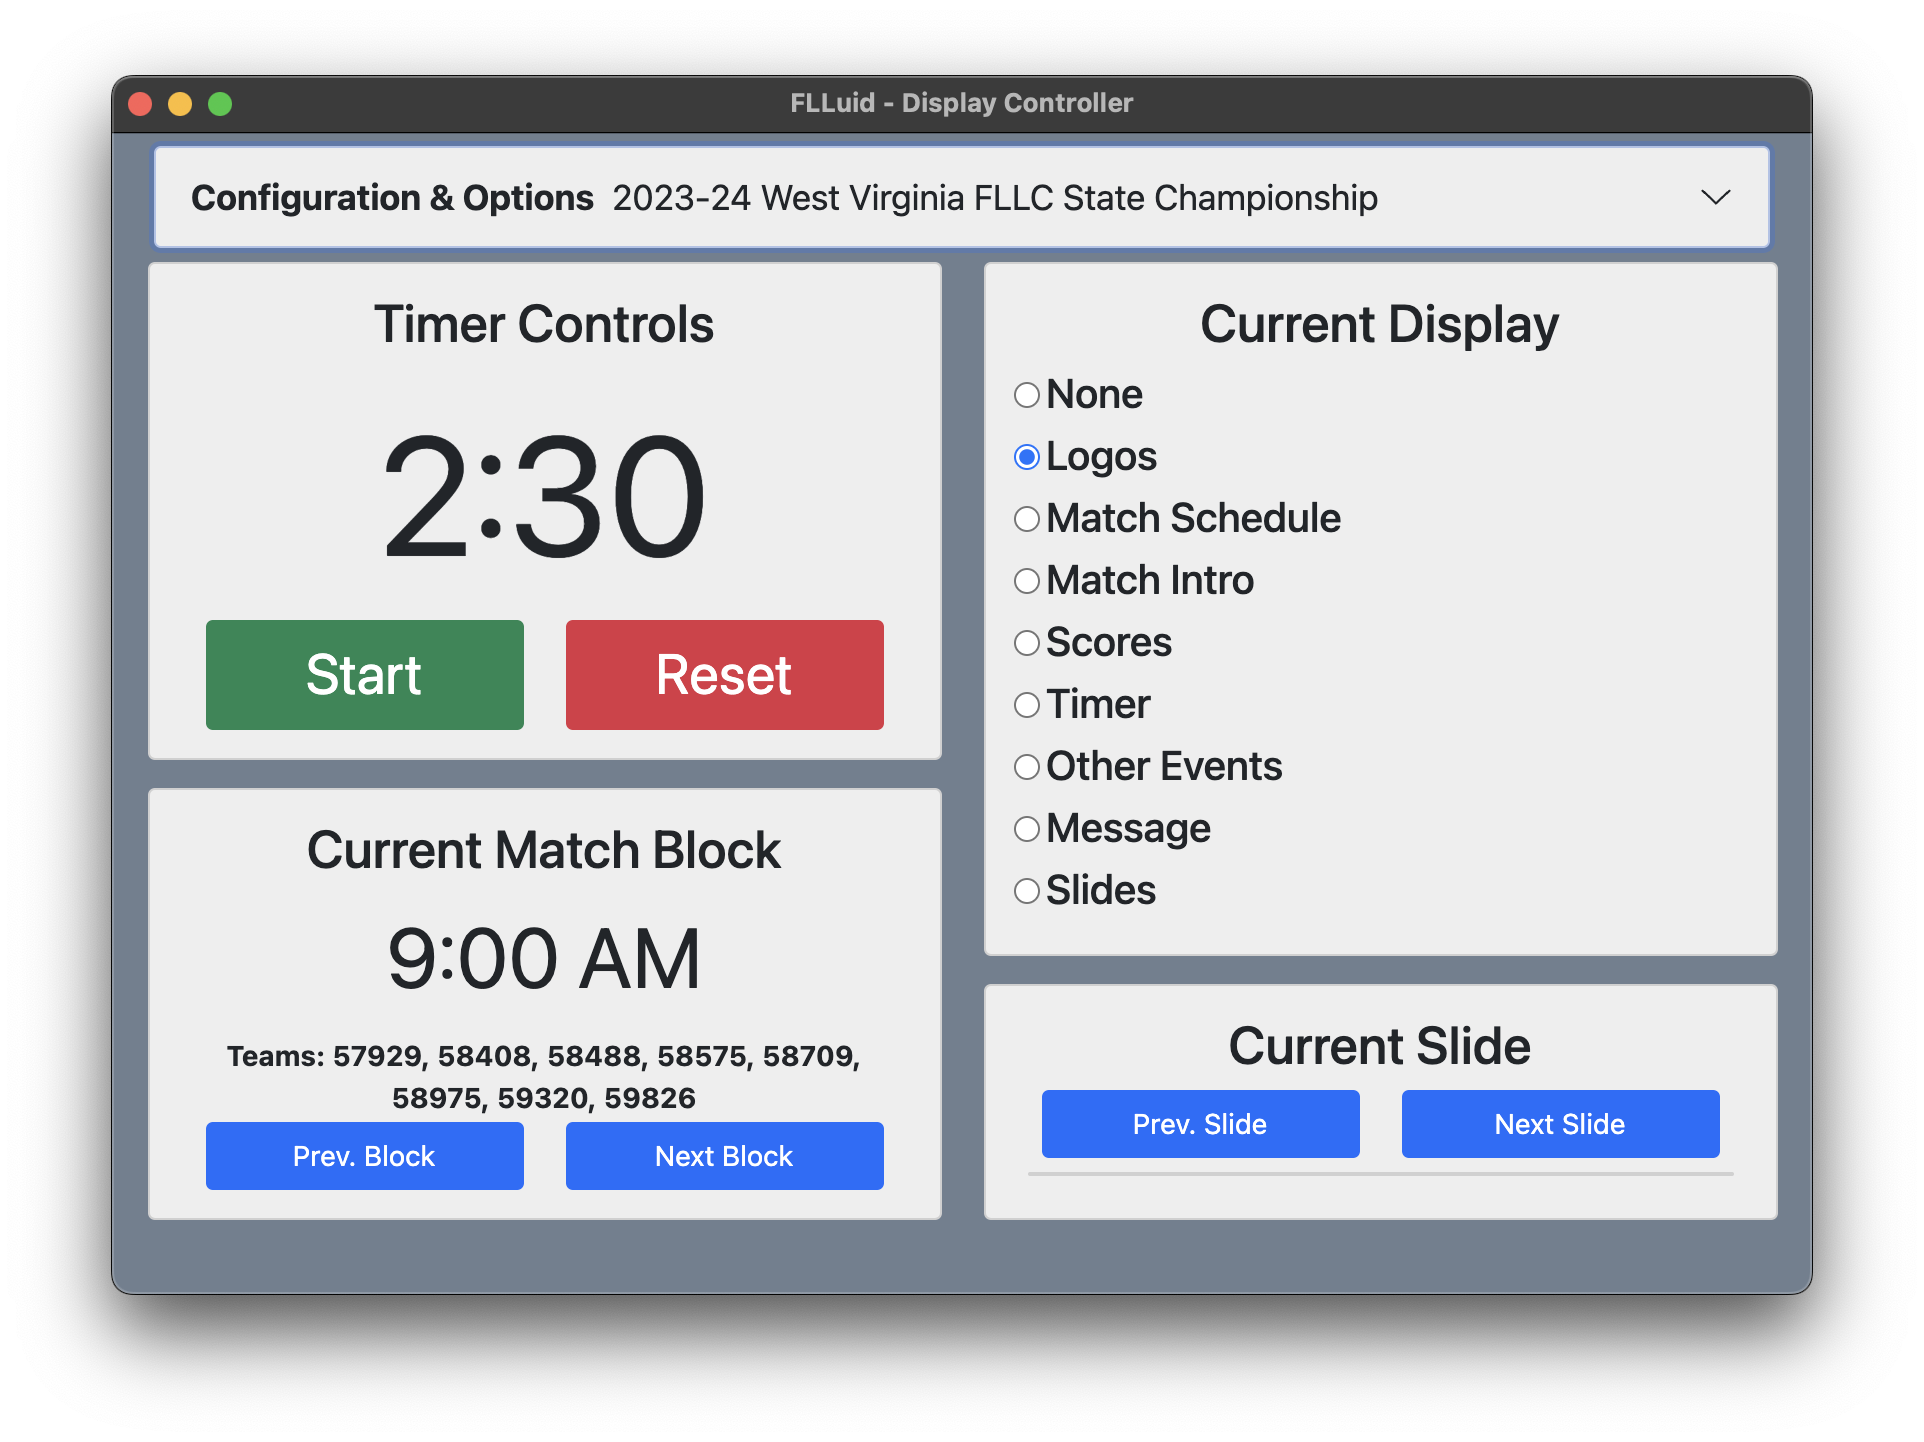 FLLuid - Display Controller
Configuration & Options 2023-24 West Virginia FLLC State Championship
Timer Controls
2:30
Start
Reset
Current Match Block
9:00 AM
Teams: 57929, 58408, 58488, 58575, 58709,
58975, 59320, 59826
Prev. Block
Next Block
Current Display
None
Logos
Match Schedule
Match Intro
Scores
Timer
Other Events
Message
Slides
Current Slide
Prev. Slide
Next Slide